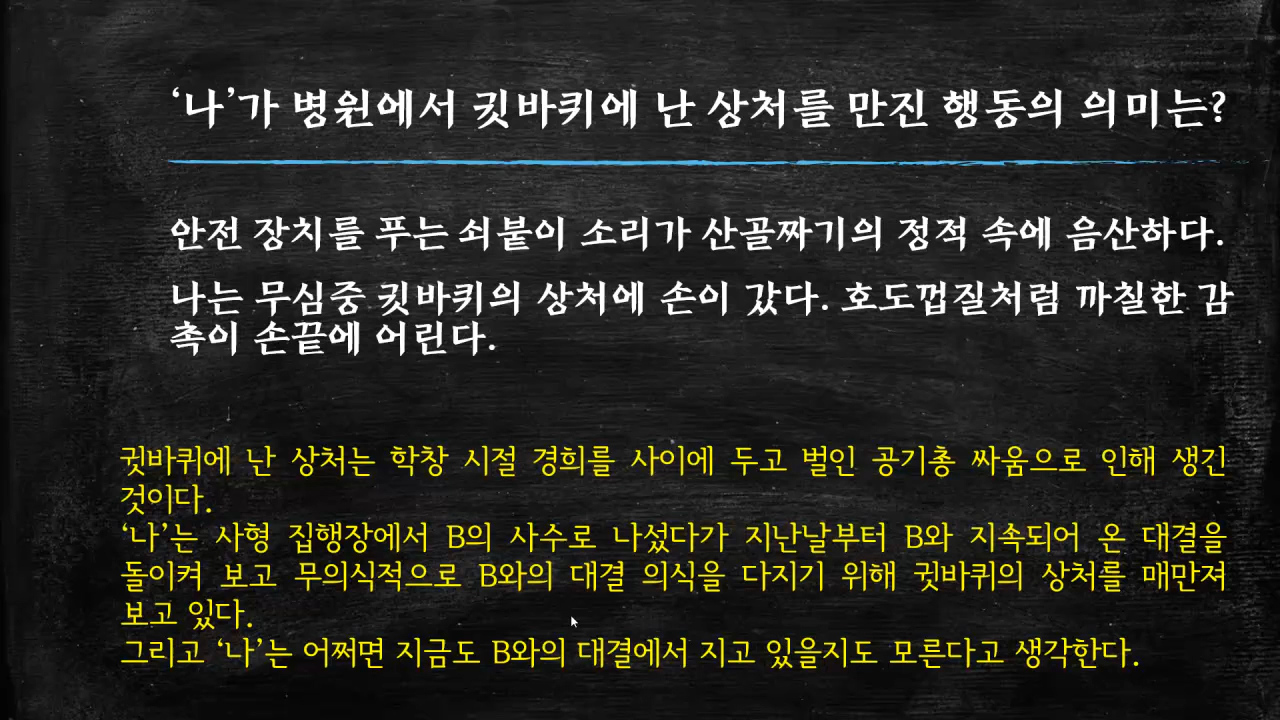 ‘나’가 병원에서 귓바키에 난 상처를 만진 행동의 의미는?
안전 장치를 푸는 쇠붙이 소리가 산골짜기의 정적 속에 음산하다.
나는 무심중 귓바키의 상처에 손이 갔다. 호도껍질처럼 까칠한 감
촉이 손끝에 어린다.
귓바퀴에 난 상처는 학창 시절 경희를 사이에 두고 벌인 공기총 싸움으로 인해 생긴
것이다.
‘나’는 사형 집행장에서 B의 사수로 나섰다가 지난날부터 B와 지속되어 온 대결을
돌이켜 보고 무의식적으로 B와의 대결 의식을 다지기 위해 귓바퀴의 상처를 매만져
보고 있다.
그리고 ‘나’는 어쩌면 지금도 B와의 대결에서 지고 있을지도 모른다고 생각한다.